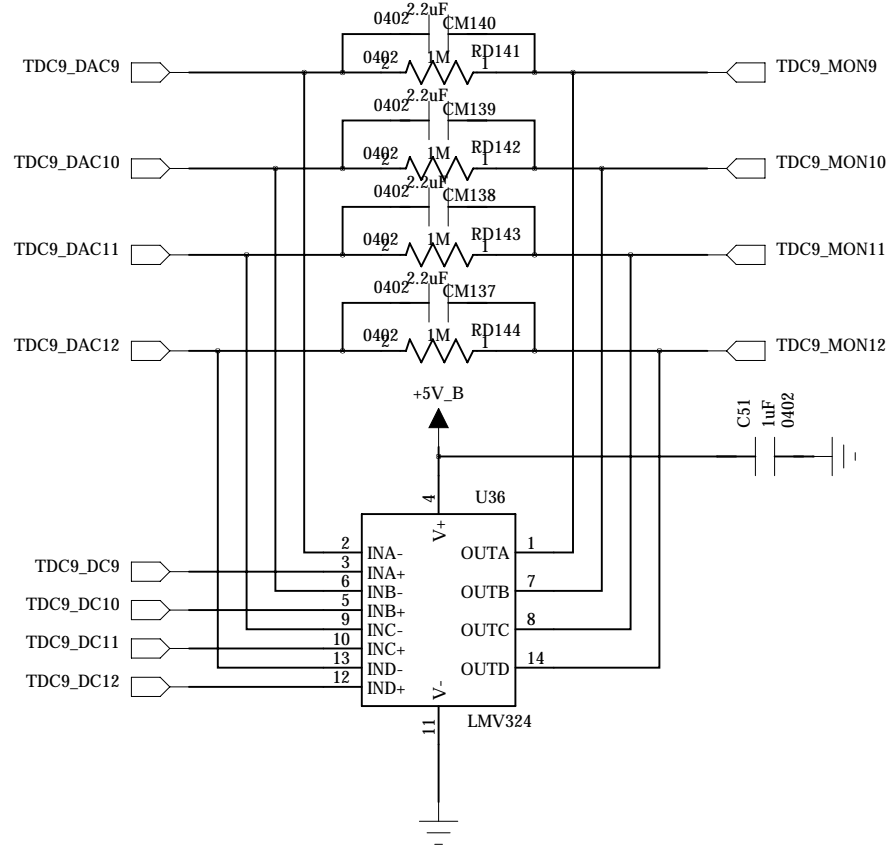 2.2uF
0402
CM140
TDC9_DAC9
0402
2
1M
1
RD141
TDC9_MON9
2.2uF
0402
CM139
TDC9_DAC10
0402
2
1M
1
RD142
TDC9_MON10
2.2uF
0402
CM138
TDC9_DAC11
0402
2
1M
1
RD143
TDC9_MON11
2.2uF
0402
CM137
TDC9_DAC12
0402
2
1M
1
RD144
TDC9_MON12
+5V_B
C51
1uF
0402
4
U36
V+
2 INA- OUTA 1
TDC9_DC9 3 INA+
6 INB- OUTB 7
TDC9_DC10 5 INB+
9 INC- OUTC 8
TDC9_DC11 10 INC+
13 IND- OUTD 14
TDC9_DC12 12 IND+
V-
11
LMV324